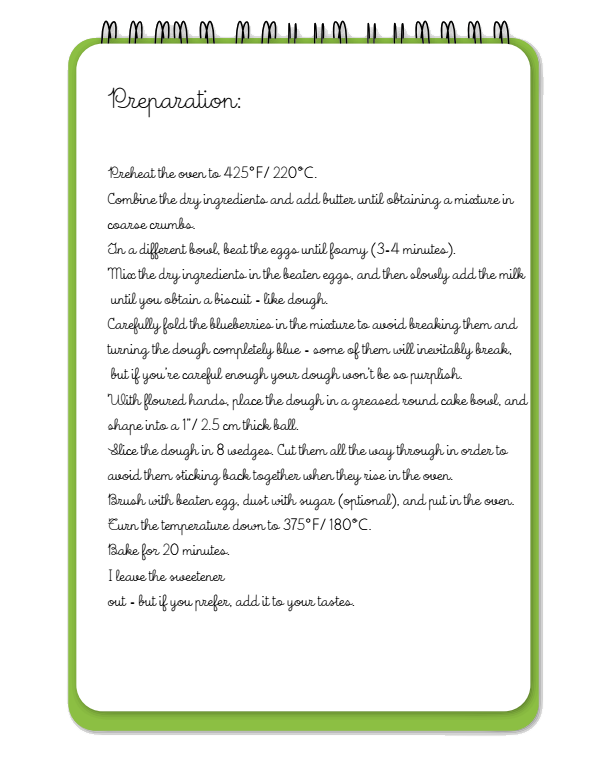 Preparation:
Preheat the oven to 425°F/ 220°C.
Combine the dry ingredients and add butter until obtaining a mixture in
coarse crumbs.
In a different bowl, beat the eggs until foamy (3-4 minutes).
Mix the dry ingredients in the beaten eggs, and then slowly add the milk
until you obtain a biscuit - like dough.
Carefully fold the blueberries in the mixture to avoid breaking them and
turning the dough completely blue - some of them will inevitably break,
but if you're careful enough your dough won't be so purplish.
With floured hands, place the dough in a greased round cake bowl, and
shape into a 1"/ 2.5 cm thick ball.
Slice the dough in 8 wedges. Cut them all the way through in order to
avoid them sticking back together when they rise in the oven.
Brush with beaten egg, dust with sugar (optional), and put in the oven.
Turn the temperature down to 375°F/ 180°C.
Bake for 20 minutes.
I leave the sweetener
out - but if you prefer, add it to your tastes.